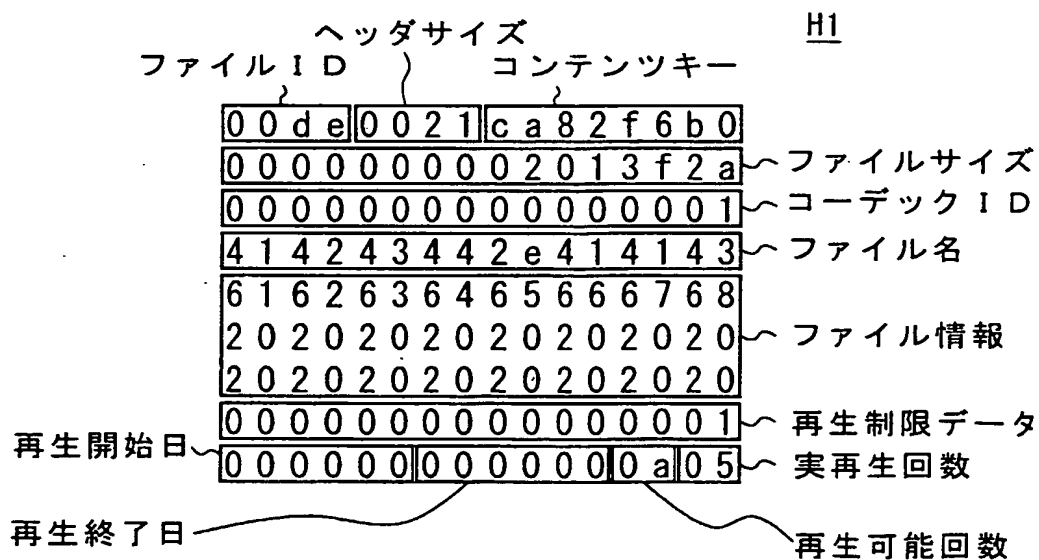 H1
ヘッダサイズ
ファイルID コンテンツキー
00de 0021 ca82f6b0
0000000002013f2a ファイルサイズ
0000000000000001 コーデックID
414243442e414143 ファイル名
6162636465666768
2020202020202020 ファイル情報
2020202020202020
0000000000000001 再生制限データ
再生開始日 000000 000000 0a 05 実再生回数
再生終了日 再生可能回数